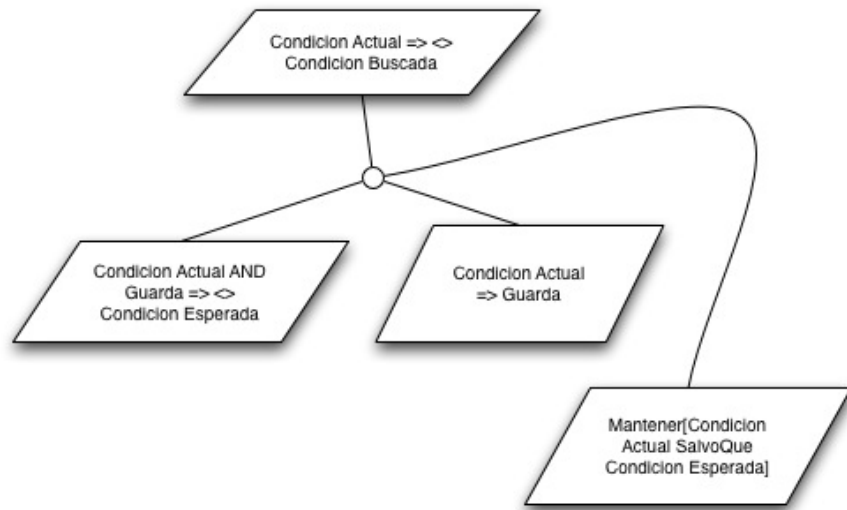 Condicion Actual => <>
Condicion Buscada
Condicion Actual AND
Guarda => <>
Condicion Esperada
Condicion Actual
=> Guarda
Mantener[Condicion
Actual SalvoQue
Condicion Esperada]